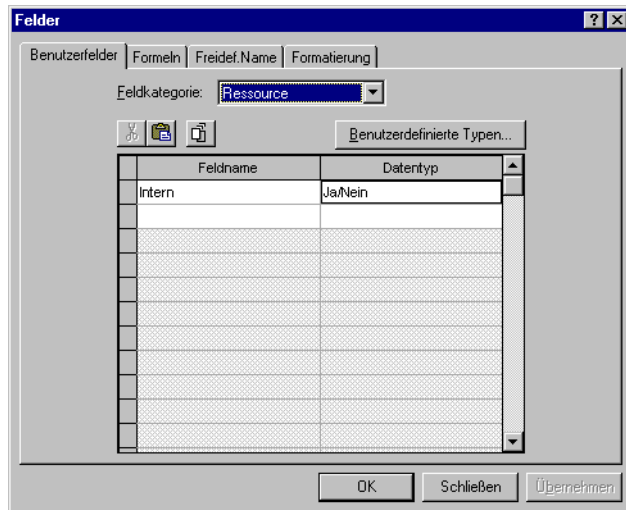 Felder
Benutzerfelder Formeln Freidef.Name Formatierung
Feldkategorie: Ressource
Benutzerdefinierte Typen...
Feldname Datentyp
Intern Ja/Nein
OK Schließen Übernehmen